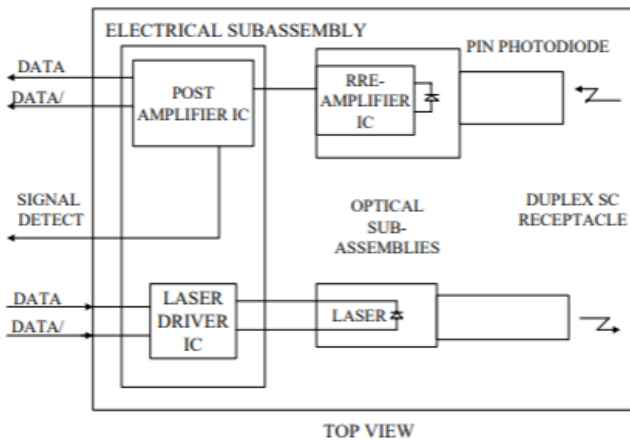 ELECTRICAL SUBASSEMBLY
PIN PHOTODIODE
DATA
DATA/
POST
AMPLIFIER IC
RRE-
AMPLIFIER
IC
SIGNAL
DETECT
OPTICAL
SUB-
ASSEMBLIES
DUPLEX SC
RECEPTACLE
DATA
DATA/
LASER
DRIVER
IC
LASER
TOP VIEW